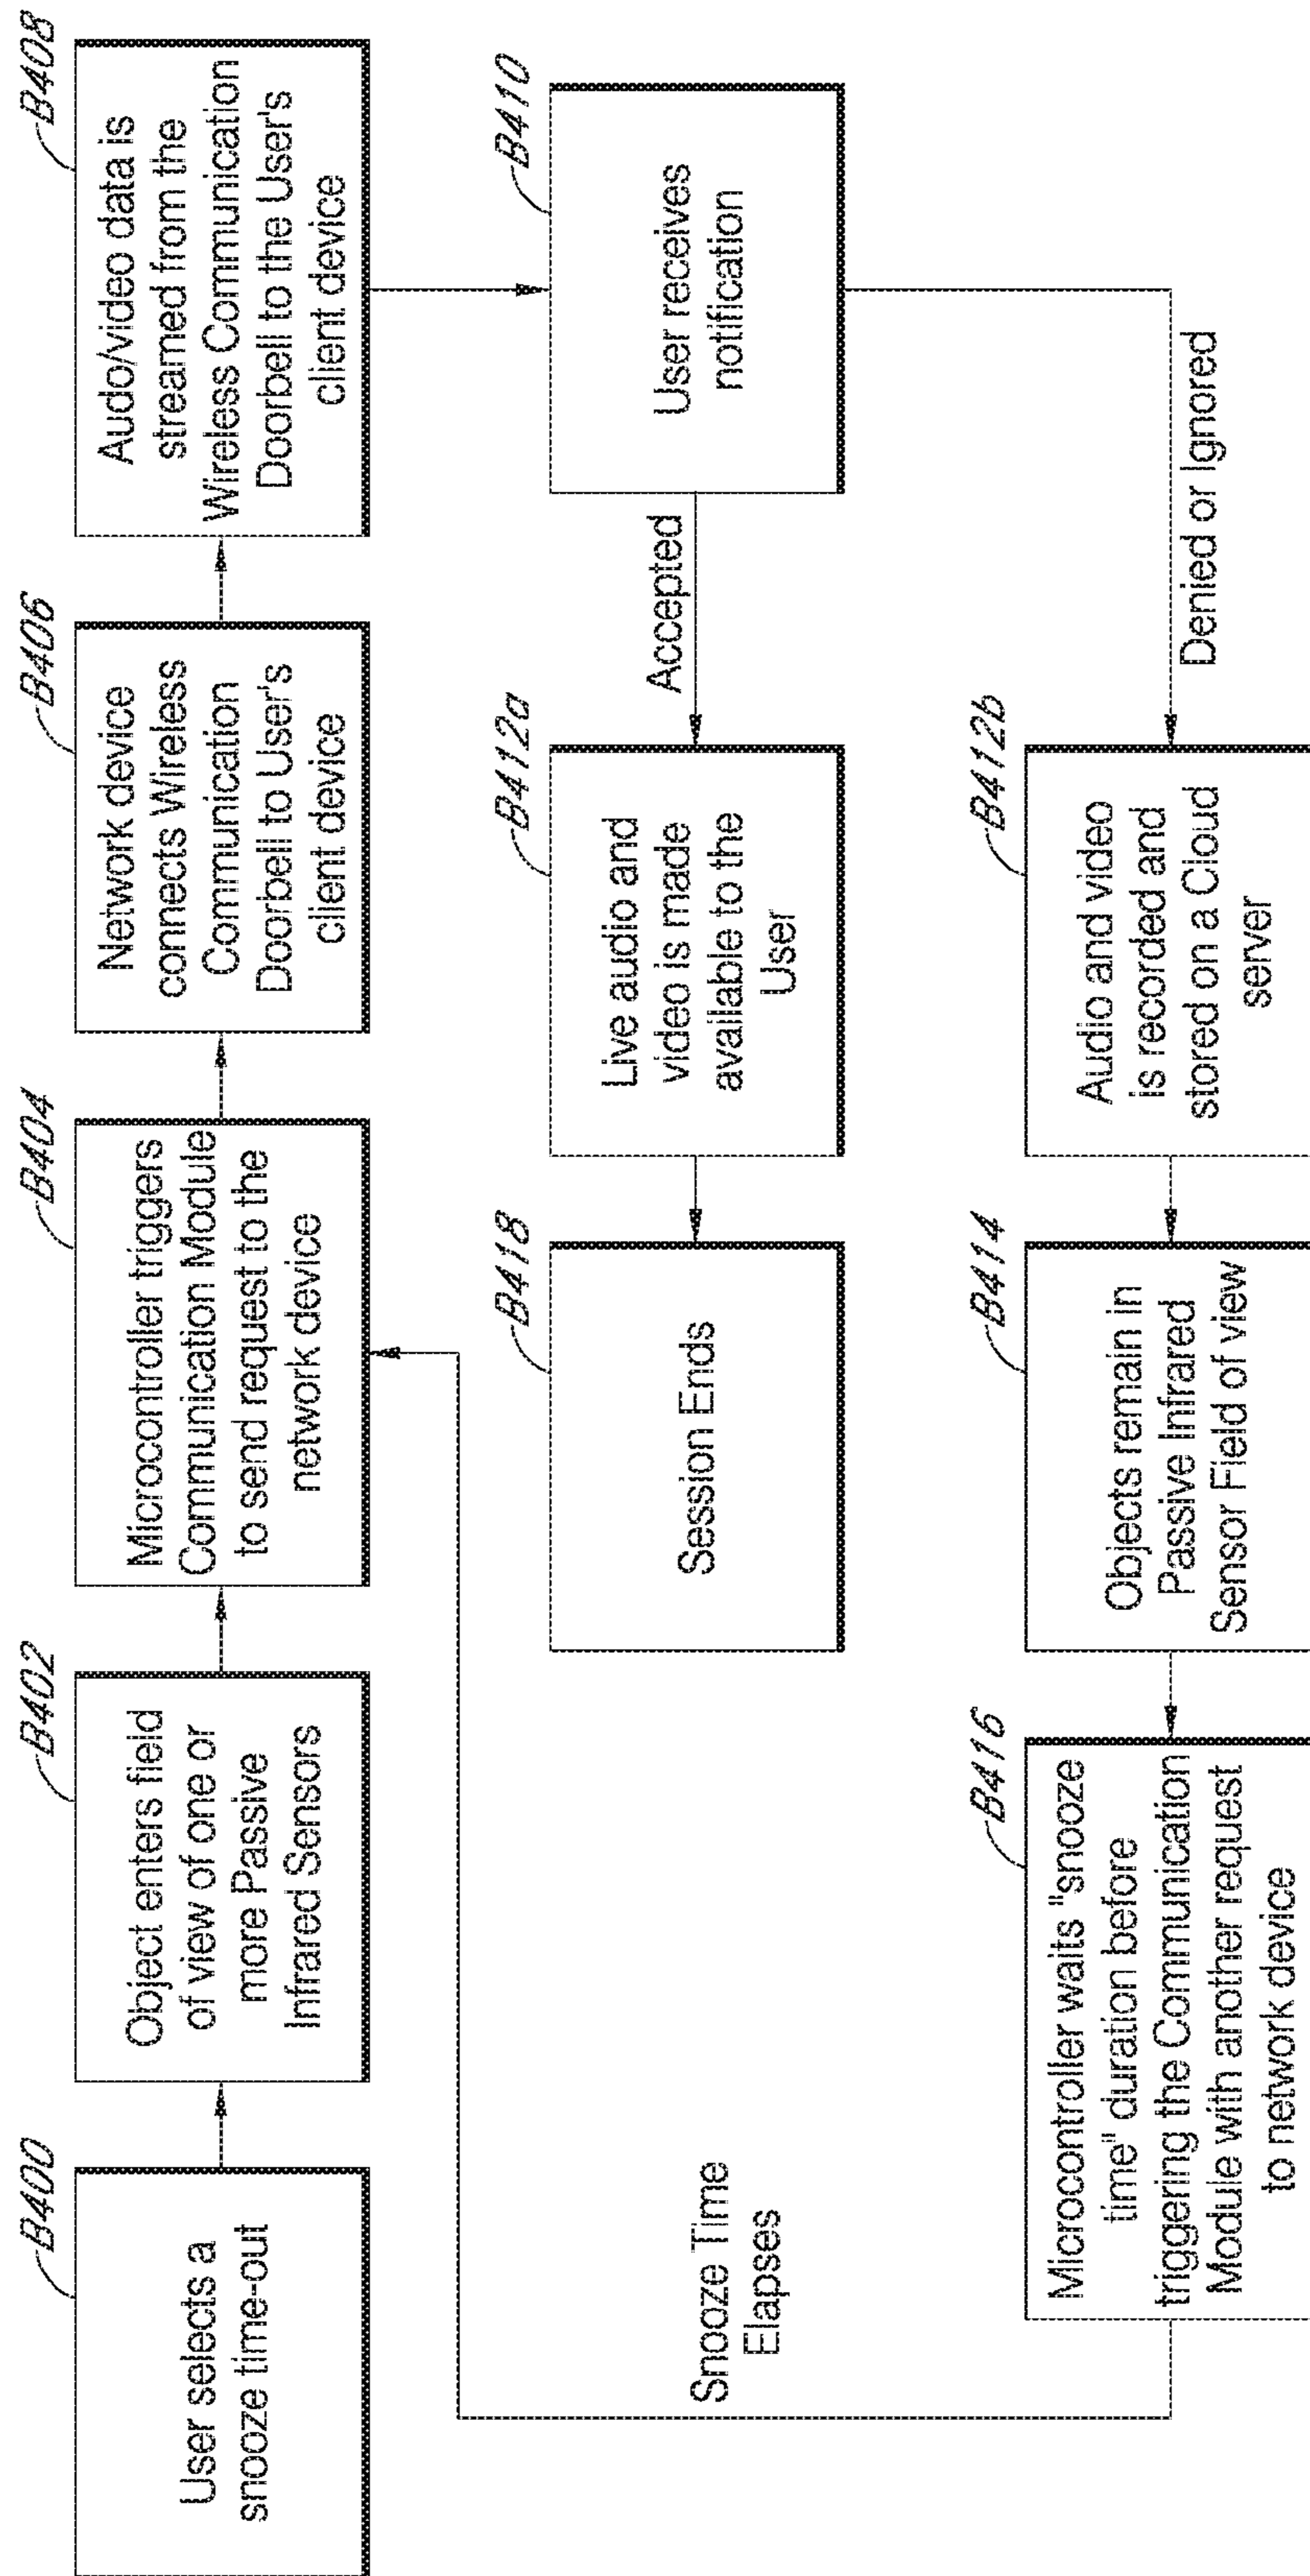 B400
User selects a
snooze time-out
B402
Object enters field
of view of one or
more Passive
Infrared Sensors
B404
Microcontroller triggers
Communication Module
to send request to the
network device
B406
Network device
connects Wireless
Communication
Doorbell to User's
client device
B408
Audo/video data is
streamed from the
Wireless Communication
Doorbell to the User's
client device
B410
User receives
notification
Accepted
B412a
Live audio and
video is made
available to the
User
B418
Session Ends
Denied or Ignored
B412b
Audio and video
is recorded and
stored on a Cloud
server
B414
Objects remain in
Passive Infrared
Sensor Field of view
B416
Microcontroller waits "snooze
time" duration before
triggering the Communication
Module with another request
to network device
Snooze Time
Elapses